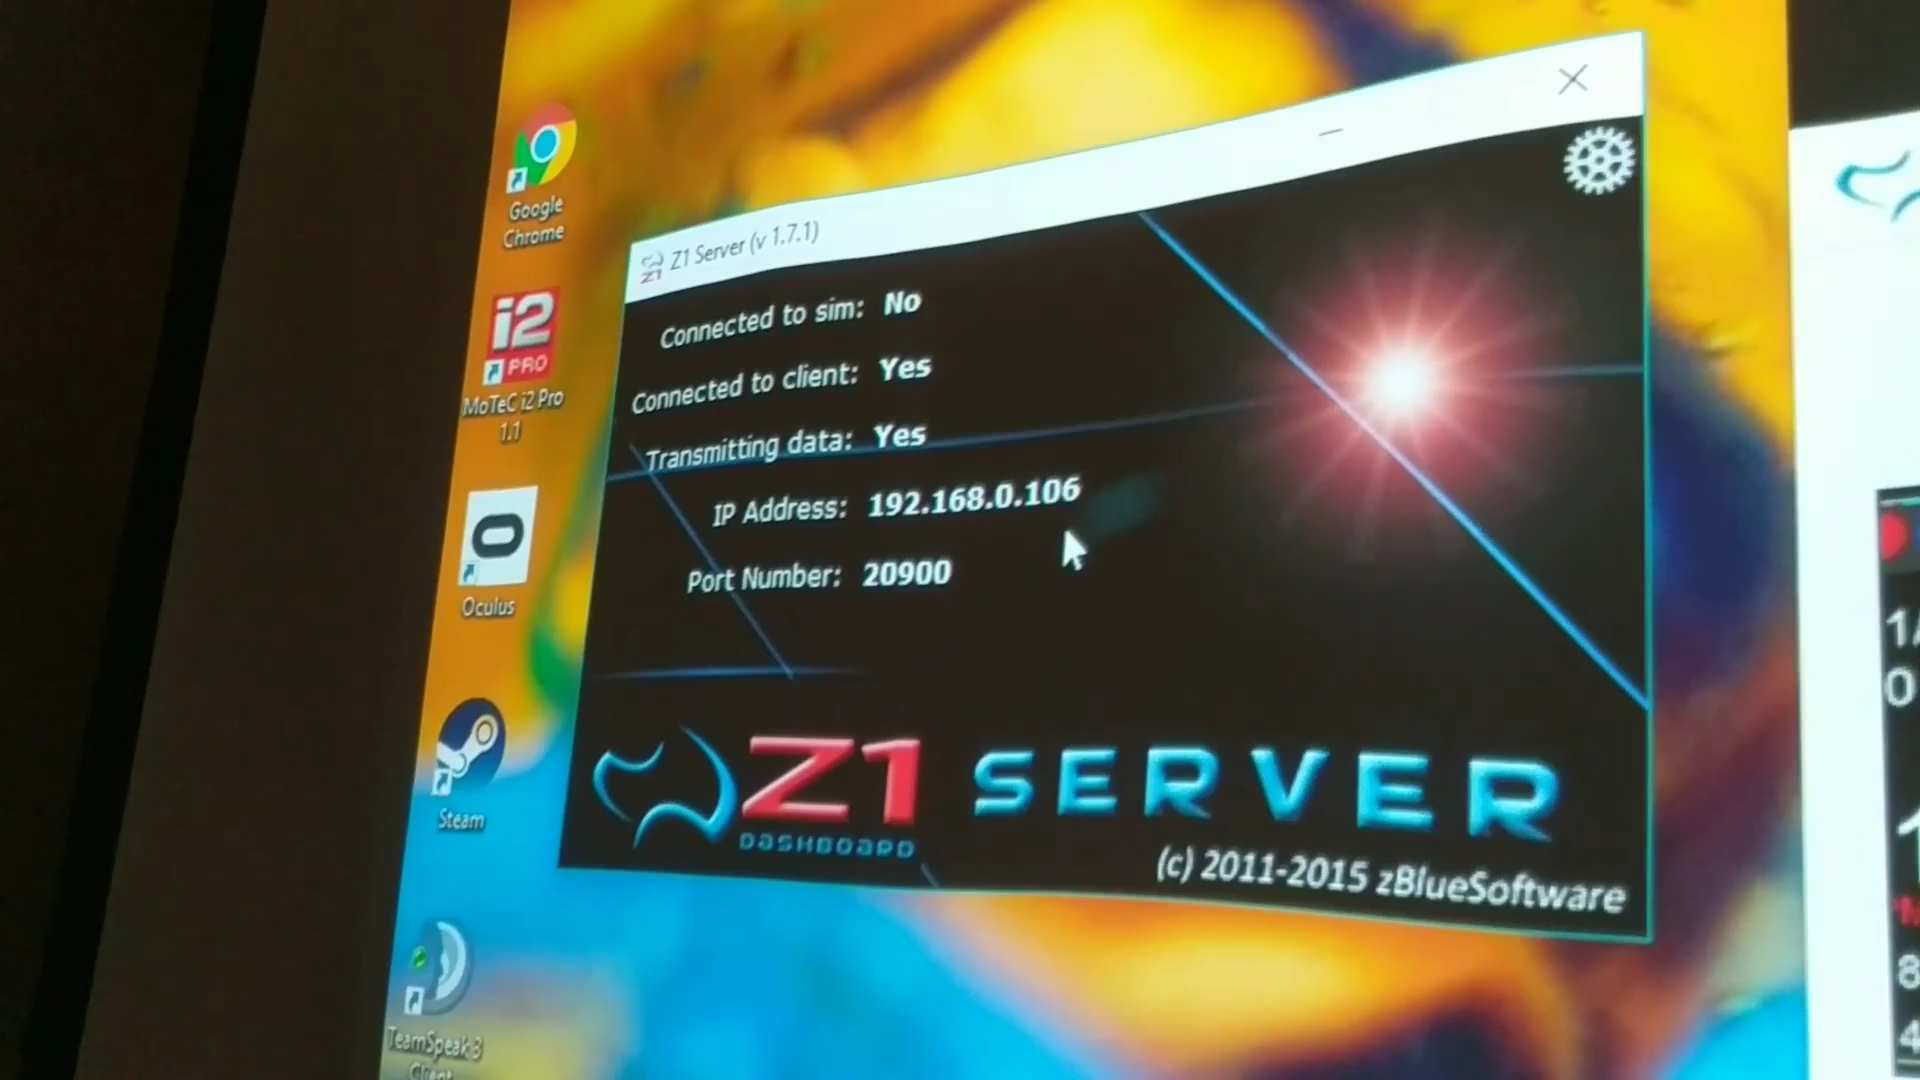 Google
Chrome
i2
PRO
MoTeC i2 Pro
1.1
Oculus
Steam
TeamSpeak 3
Client
Z1 Server (v 1.7.1)
Connected to sim: No
Connected to client: Yes
Transmitting data: Yes
IP Address: 192.168.0.106
Port Number: 20900
Z1 SERVER
DASHBOARD
(c) 2011-2015 zBlueSoftware